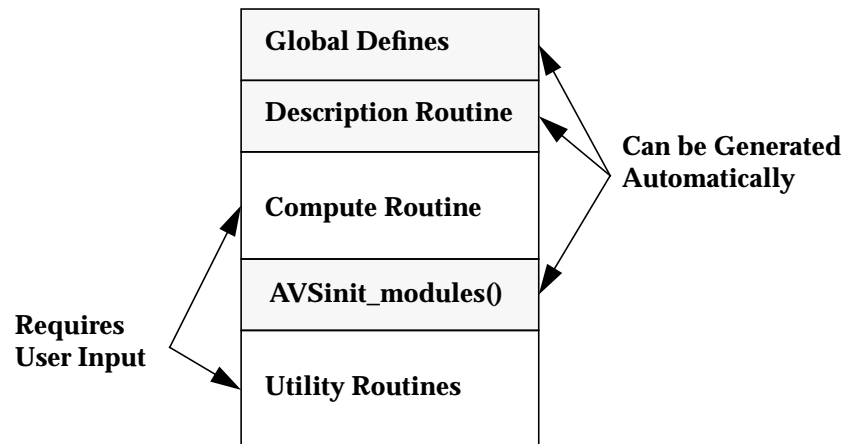 Global Defines
Description Routine
Can be Generated
Automatically
Compute Routine
AVSinit_modules()
Requires
User Input
Utility Routines